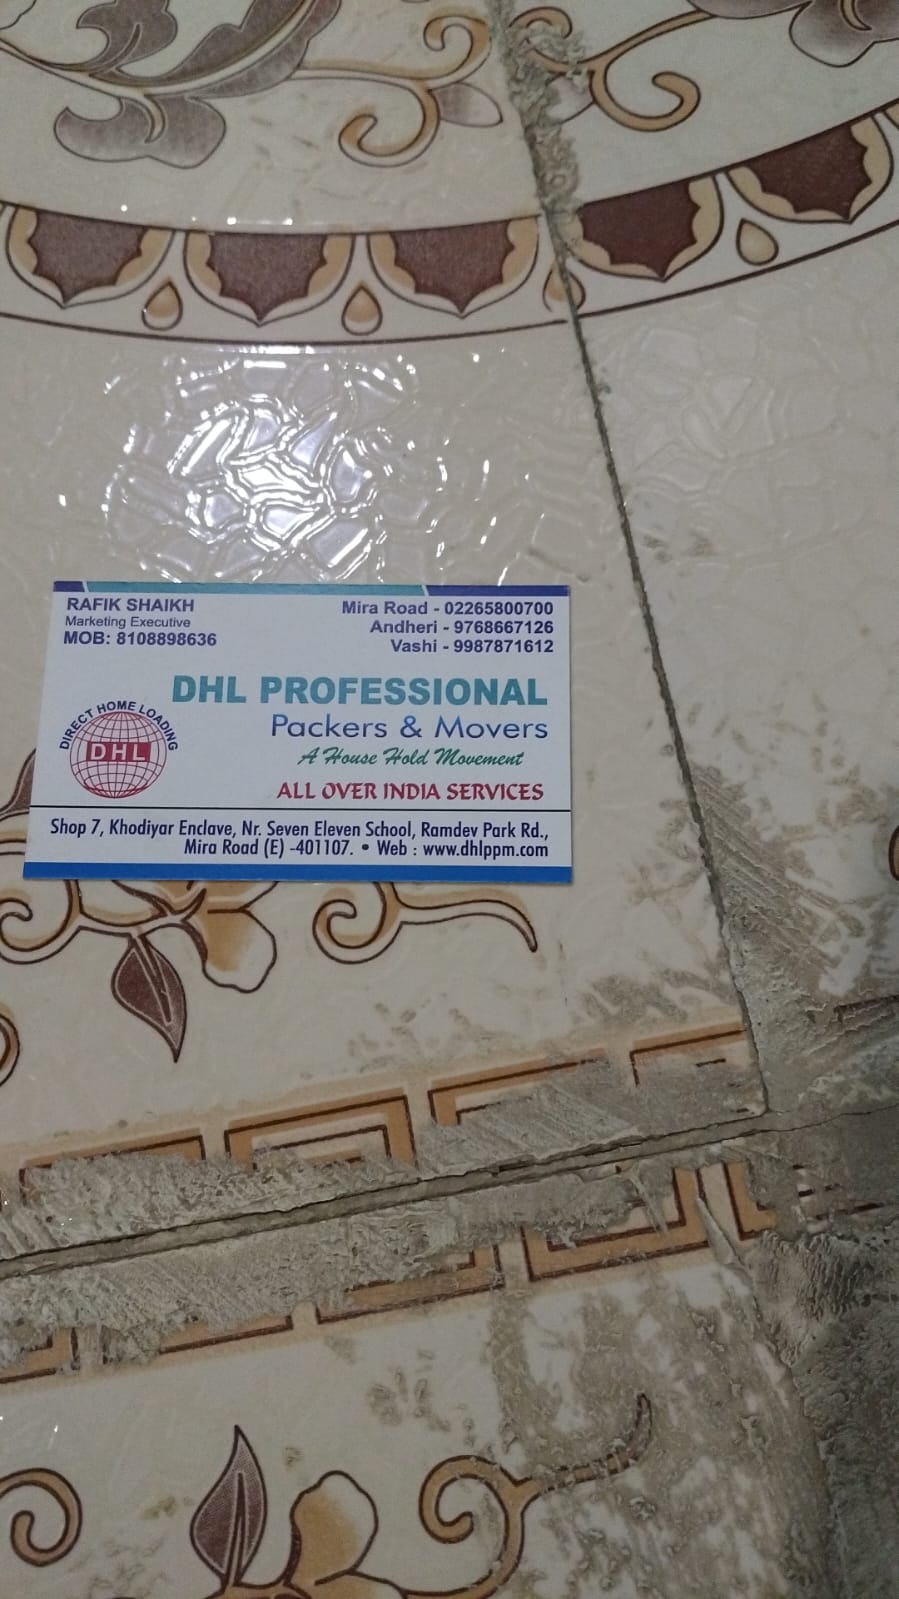 RAFIK SHAIKH
Marketing Executive
MOB: 8108898636
Mira Road - 02265800700
Andheri - 9768667126
Vashi - 9987871612
DIRECT HOME LOADING
DHL
DHL PROFESSIONAL
Packers & Movers
A House Hold Movement
ALL OVER INDIA SERVICES
Shop 7, Khodiyar Enclave, Nr. Seven Eleven School, Ramdev Park Rd.,
Mira Road (E) -401107. • Web : www.dhlppm.com